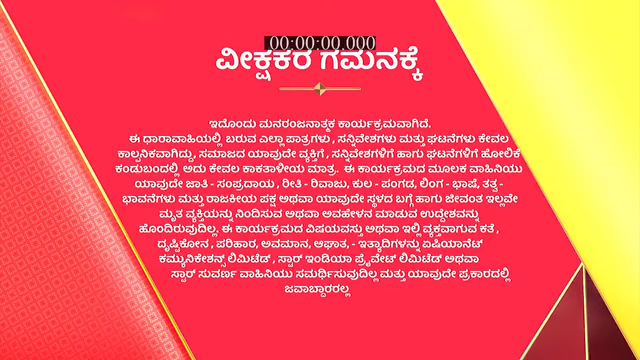 00:00:00.000
ವೀಕ್ಷಕರ ಗಮನಕ್ಕೆ
ಇದೊಂದು ಮನರಂಜನಾತ್ಮಕ ಕಾರ್ಯಕ್ರಮವಾಗಿದೆ.
ಈ ಧಾರಾವಾಹಿಯಲ್ಲಿ ಬರುವ ಎಲ್ಲಾ ಪಾತ್ರಗಳು , ಸನ್ನಿವೇಶಗಳು ಮತ್ತು ಘಟನೆಗಳು ಕೇವಲ
ಕಾಲ್ಪನಿಕವಾಗಿದ್ದು, ಸಮಾಜದ ಯಾವುದೇ ವ್ಯಕ್ತಿಗೆ , ಸನ್ನಿವೇಶಗಳಿಗೆ ಹಾಗು ಘಟನೆಗಳಿಗೆ ಹೋಲಿಕೆ
ಕಂಡುಬಂದಲ್ಲಿ ಅದು ಕೇವಲ ಕಾಕತಾಳೀಯ ಮಾತ್ರ. ಈ ಕಾರ್ಯಕ್ರಮದ ಮೂಲಕ ವಾಹಿನಿಯು
ಯಾವುದೇ ಜಾತಿ - ಸಂಪ್ರದಾಯ , ರೀತಿ - ರಿವಾಜು, ಕುಲ - ಪಂಗಡ, ಲಿಂಗ - ಭಾಷೆ, ತತ್ವ -
ಭಾವನೆಗಳು ಮತ್ತು ರಾಜಕೀಯ ಪಕ್ಷ ಅಥವಾ ಯಾವುದೇ ಸ್ಥಳದ ಬಗ್ಗೆ ಹಾಗು ಜೀವಂತ ಇಲ್ಲವೇ
ಮೃತ ವ್ಯಕ್ತಿಯನ್ನು ನಿಂದಿಸುವ ಅಥವಾ ಅವಹೇಳನ ಮಾಡುವ ಉದ್ದೇಶವನ್ನು
ಹೊಂದಿರುವುದಿಲ್ಲ. ಈ ಕಾರ್ಯಕ್ರಮದ ವಿಷಯವಸ್ತು ಅಥವಾ ಇಲ್ಲಿ ವ್ಯಕ್ತವಾಗುವ ಕತೆ ,
ದೃಷ್ಟಿಕೋನ , ಪರಿಹಾರ, ಅವಮಾನ, ಆಘಾತ, - ಇತ್ಯಾದಿಗಳನ್ನು ಏಷಿಯಾನೆಟ್
ಕಮ್ಯುನಿಕೇಶನ್ಸ್ ಲಿಮಿಟೆಡ್ , ಸ್ಟಾರ್ ಇಂಡಿಯಾ ಪ್ರೈವೇಟ್ ಲಿಮಿಟೆಡ್ ಅಥವಾ
ಸ್ಟಾರ್ ಸುವರ್ಣ ವಾಹಿನಿಯು ಸಮರ್ಥಿಸುವುದಿಲ್ಲ ಮತ್ತು ಯಾವುದೇ ಪ್ರಕಾರದಲ್ಲಿ
ಜವಾಬ್ದಾರರಲ್ಲ